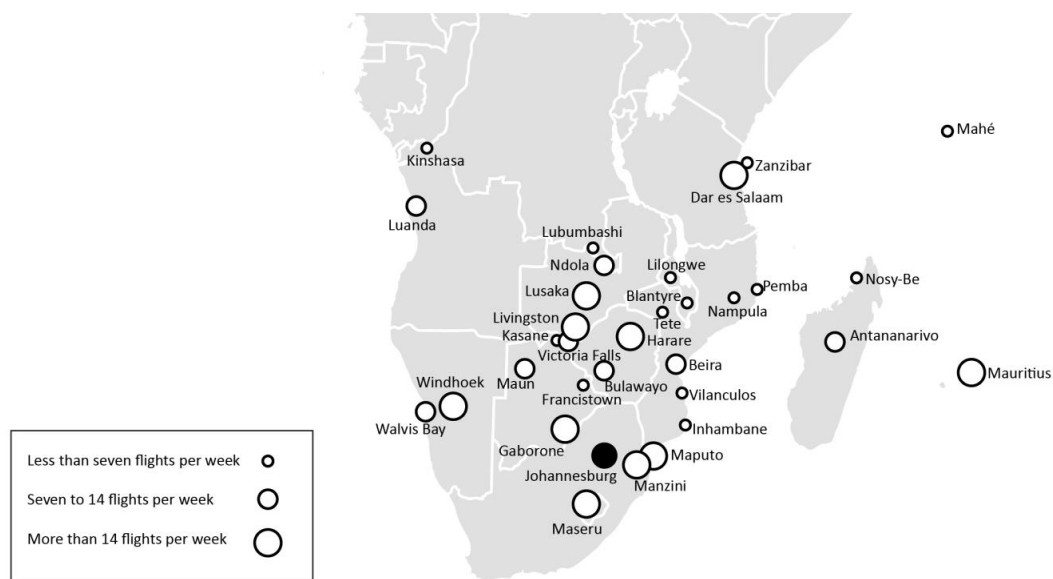 Mahé
Kinshasa
Zanzibar
Dar es Salaam
Luanda
Lubumbashi
Ndola
Lilongwe
Pemba
Nosy-Be
Lusaka
Blantyre
Nampula
Livingston
Tete
Kasane
Harare
Antananarivo
Victoria Falls
Beira
Maun
Mauritius
Windhoek
Bulawayo
Francistown
Vilanculos
Walvis Bay
Inhambane
Gaborone
Maputo
Johannesburg
Manzini
Maseru
Less than seven flights per week
Seven to 14 flights per week
More than 14 flights per week